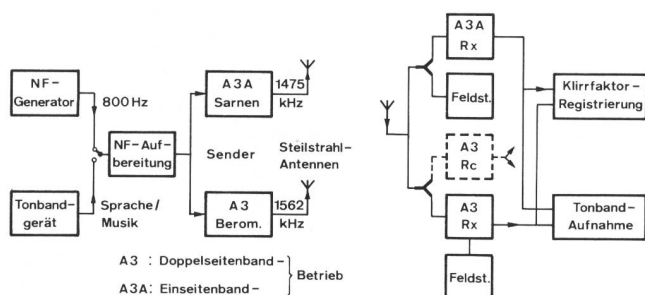 NF-
Generator
800 Hz
NF-Auf-
bereitung
Tonband-
gerät
Sprache/
Musik
A3A
Sarnen
1475
kHz
Sender
Steilstrahl-
Antennen
A3
Berom.
1562
kHz
A3 : Doppelseitenband-
A3A: Einseitenband-
Betrieb
A3A
Rx
Feldst.
A3
Rc
A3
Rx
Feldst.
Klirrfaktor-
Registrierung
Tonband-
Aufnahme